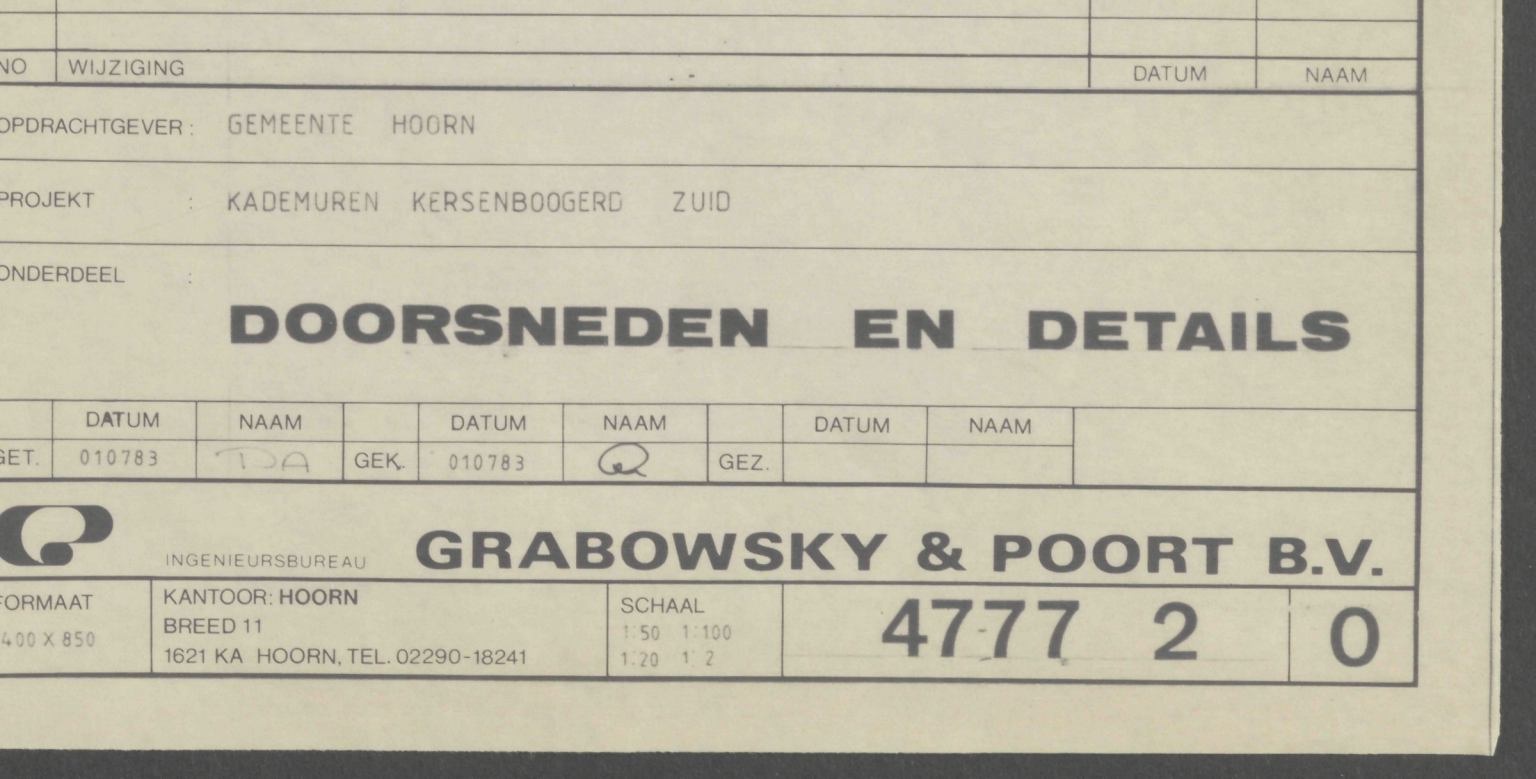 NO WIJZIGING DATUM NAAM
OPDRACHTGEVER : GEMEENTE HOORN
PROJEKT : KADEMUREN KERSENBOOGERD ZUID
ONDERDEEL :
DOORSNEDEN EN DETAILS
DATUM NAAM DATUM NAAM DATUM NAAM
GET. 010783 DA GEK. 010783 GEZ.
INGENIEURSBUREAU GRABOWSKY & POORT B.V.
FORMAAT KANTOOR: HOORN SCHAAL 4777 2 0
400 X 850 BREED 11 1:50 1:100
1621 KA HOORN, TEL. 02290-18241 1:20 1:2